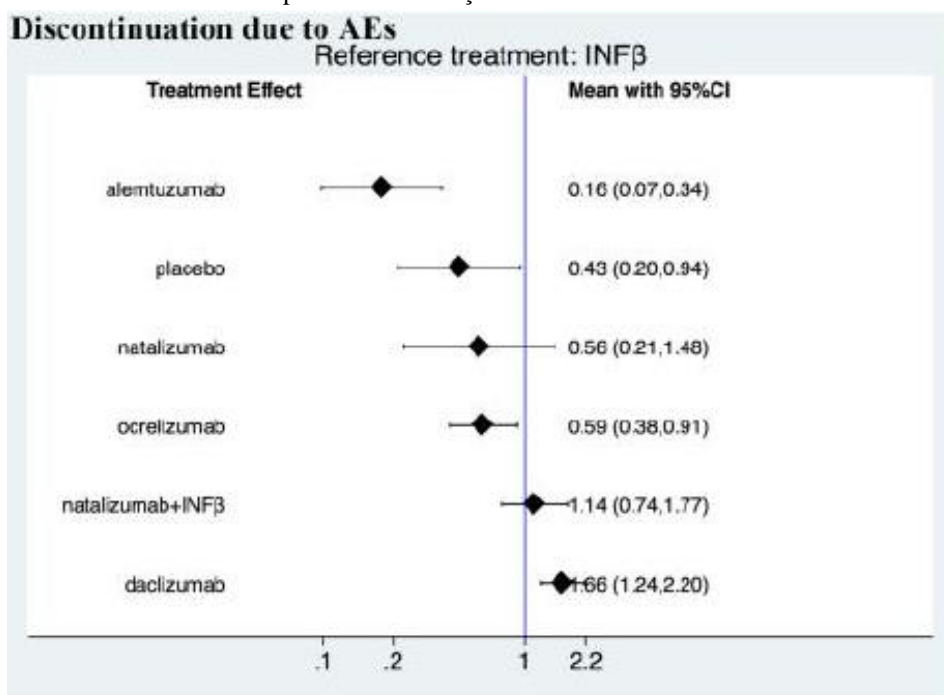 Discontinuation due to AEs
Reference treatment: INFβ
Treatment Effect Mean with 95%CI
alemtuzumab 0.16 (0.07,0.34)
placebo 0.43 (0.20,0.94)
natalizumab 0.56 (0.21,1.48)
ocrelizumab 0.59 (0.38,0.91)
natalizumab+INFβ 1.14 (0.74,1.77)
daclizumab 1.66 (1.24,2.20)
.1 .2 1 2.2